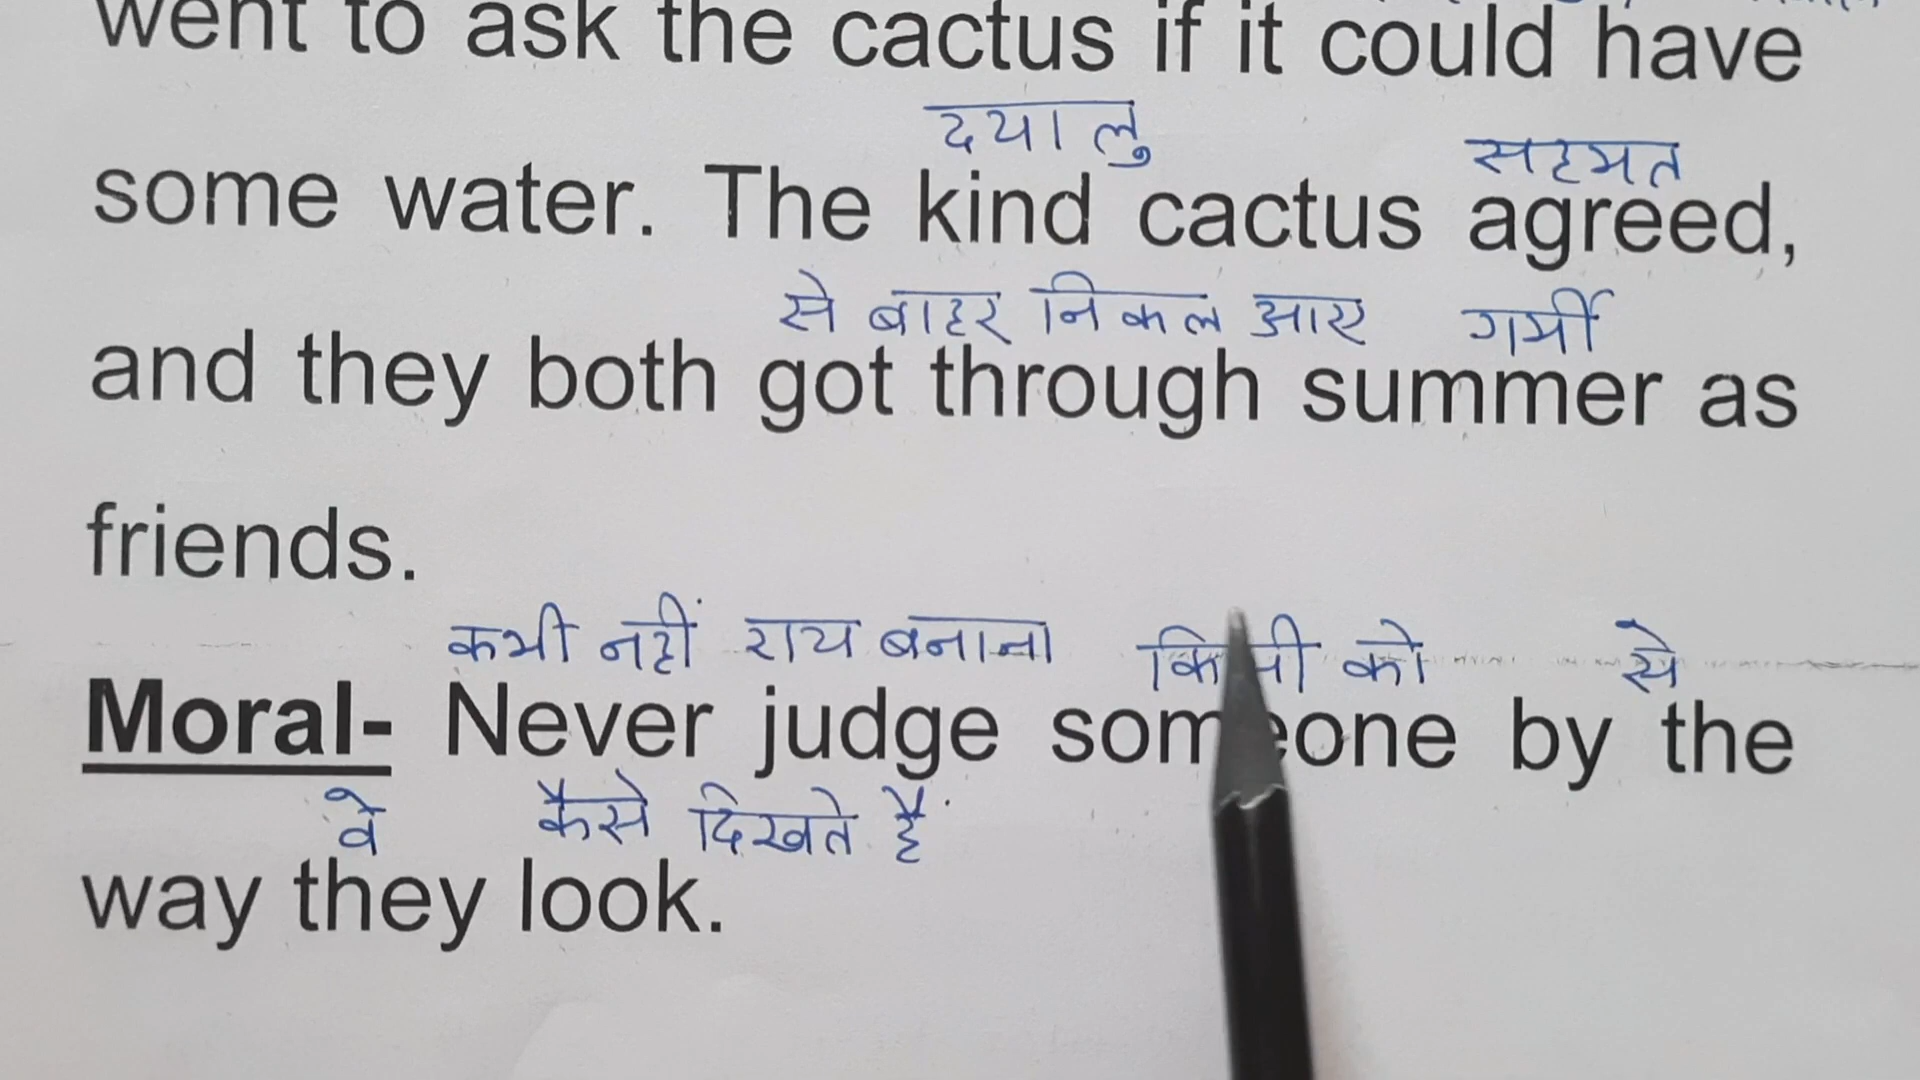 went to ask the cactus if it could have
दयालु सहमत
some water. The kind cactus agreed,
से बाहर निकल आए गर्मी
and they both got through summer as
friends.
कभी नहीं राय बनाना को से
Moral- Never judge someone by the
वे कैसे दिखते हैं
way they look.